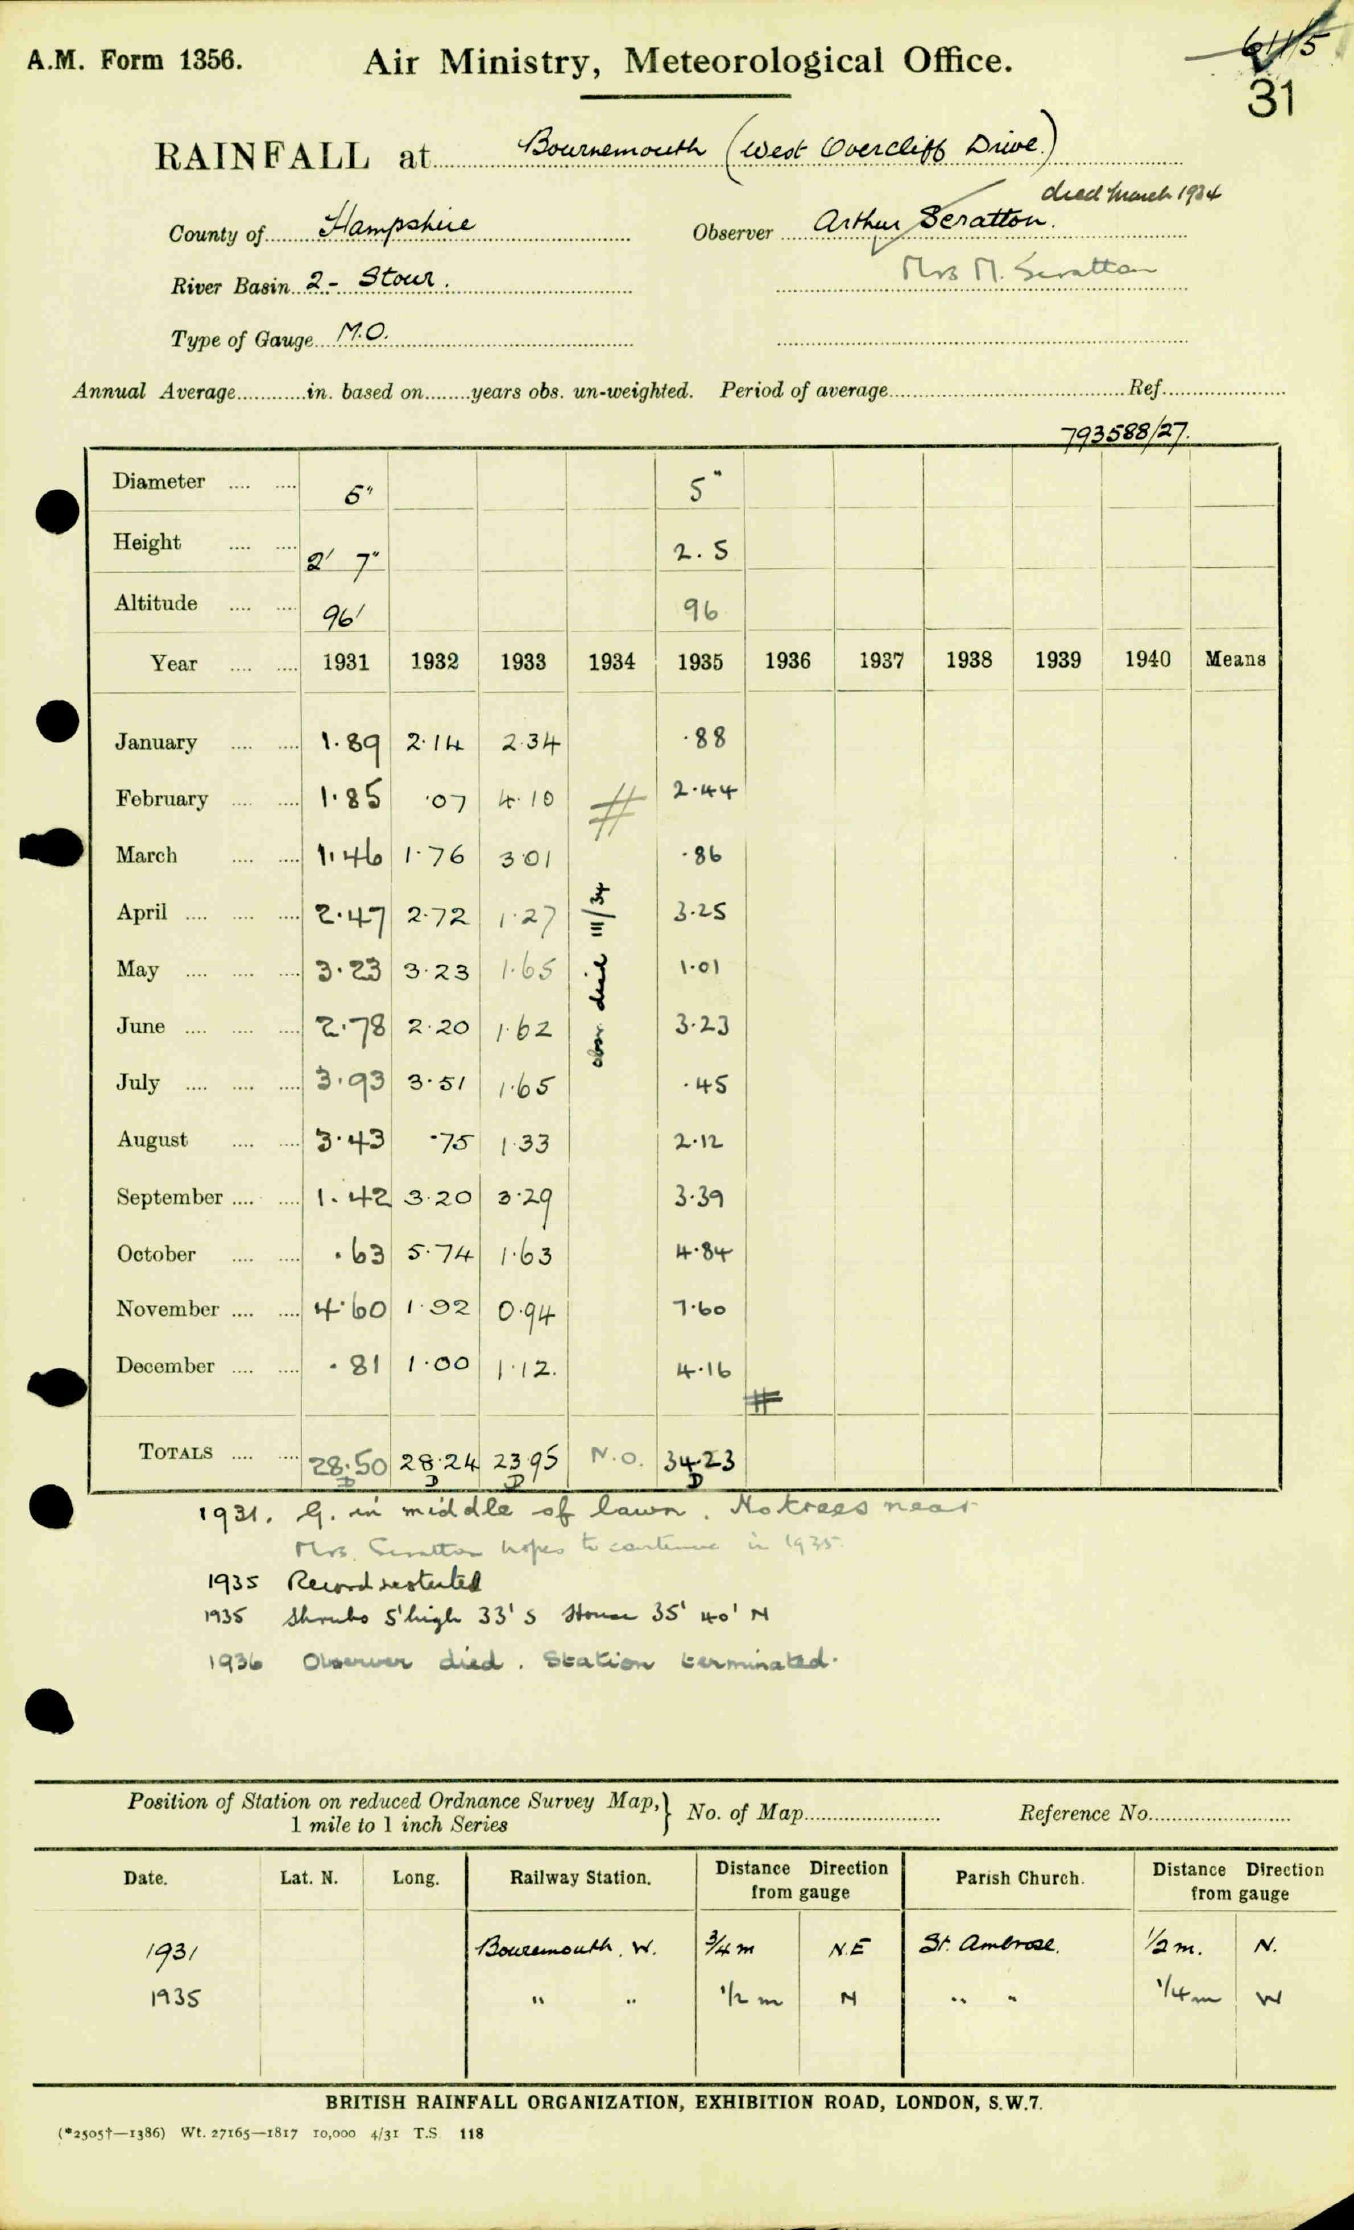 A.M. Form 1356.
Air Ministry, Meteorological Office.
6115
31
RAINFALL at Bournemouth (West Overcliff Drive.)
died March 1934
County of Hampshire Observer Arthur Scratton.
River Basin 2- Stour. Mrs M. Scratton
Type of Gauge M.O.
Annual Average in. based on years obs. un-weighted. Period of average Ref.
793588/27.
Diameter 5" 5"
Height 2' 7" 2.5
Altitude 96' 96
Year 1931 1932 1933 1934 1935 1936 1937 1938 1939 1940 Means
January 1.89 2.14 2.34 .88
February 1.85 .07 4.10 # 2.44
March 1.46 1.76 3.01 .86
April 2.47 2.72 1.27 3.25
May 3.23 3.23 1.65 1.01
June 2.78 2.20 1.62 3.23
July 3.93 3.51 1.65 .45
August 3.43 .75 1.33 2.12
September 1.42 3.20 3.29 3.39
October .63 5.74 1.63 4.84
November 4.60 1.92 0.94 7.60
December .81 1.00 1.12. 4.16
#
obsr. died III/34
TOTALS 28.50 28.24 23.95 N.O. 34.23
D D D D
1931. G. in middle of lawn. No trees near
Mrs. Scratton hopes to continue in 1935.
1935 Record restarted
1935 Shrubs 5' high 33' S House 35' 40' N
1936 Observer died. Station terminated.
Position of Station on reduced Ordnance Survey Map, } No. of Map Reference No.
1 mile to 1 inch Series
Date. Lat. N. Long. Railway Station. Distance Direction from gauge Parish Church. Distance Direction from gauge
1931 Bouremouth. W. 3/4 m N.E St. Ambrose. 1/2 m. N.
1935 " " 1/2 m N " " 1/4 m W
BRITISH RAINFALL ORGANIZATION, EXHIBITION ROAD, LONDON, S.W.7.
(*2505†—1386) Wt. 27165—1817 10,000 4/31 T.S. 118